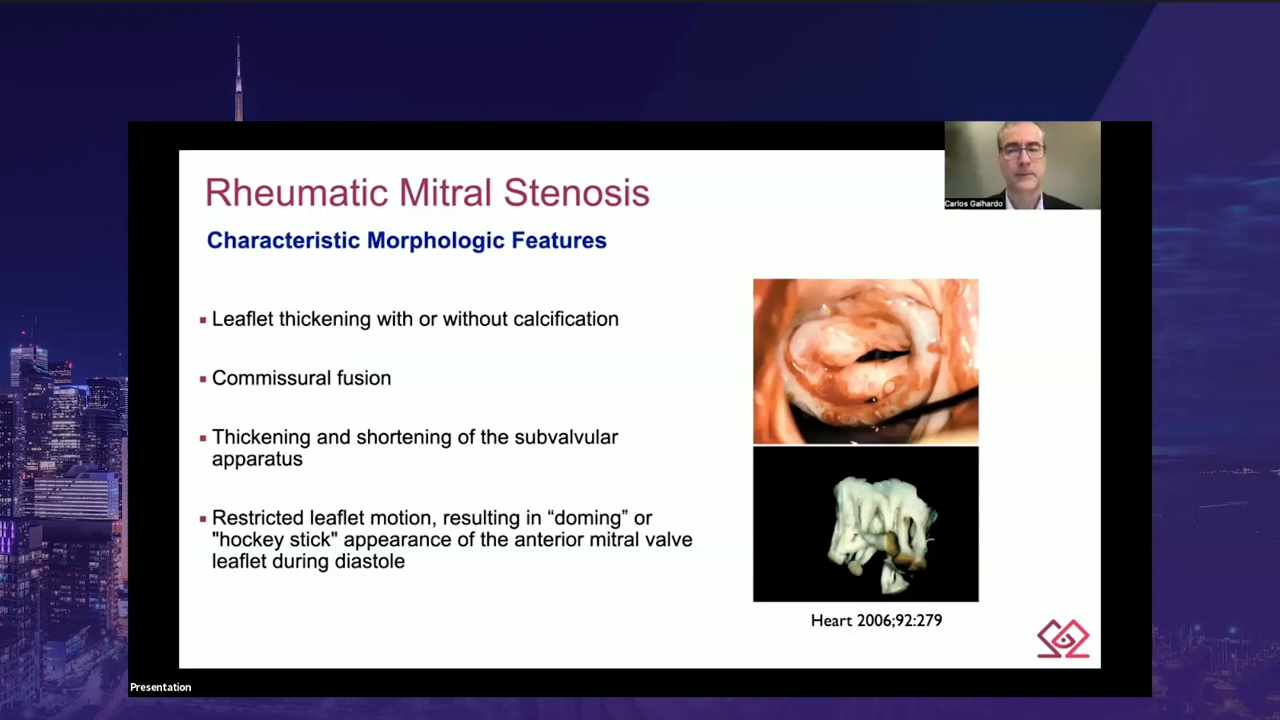 Carlos Galhardo
Rheumatic Mitral Stenosis
Characteristic Morphologic Features
Leaflet thickening with or without calcification
Commissural fusion
Thickening and shortening of the subvalvular
apparatus
Restricted leaflet motion, resulting in “doming” or
"hockey stick" appearance of the anterior mitral valve
leaflet during diastole
Heart 2006;92:279
Presentation